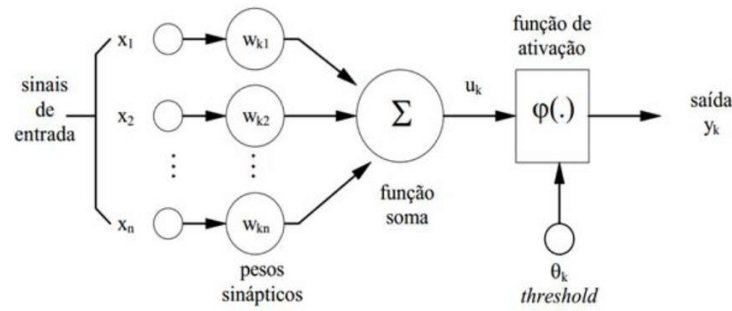 sinais
de
entrada
x₁
x₂
⋮
xₙ
wₖ₁
wₖ₂
⋮
wₖₙ
pesos
sinápticos
Σ
função
soma
uₖ
função de
ativação
φ(.)
θₖ
threshold
saída
yₖ